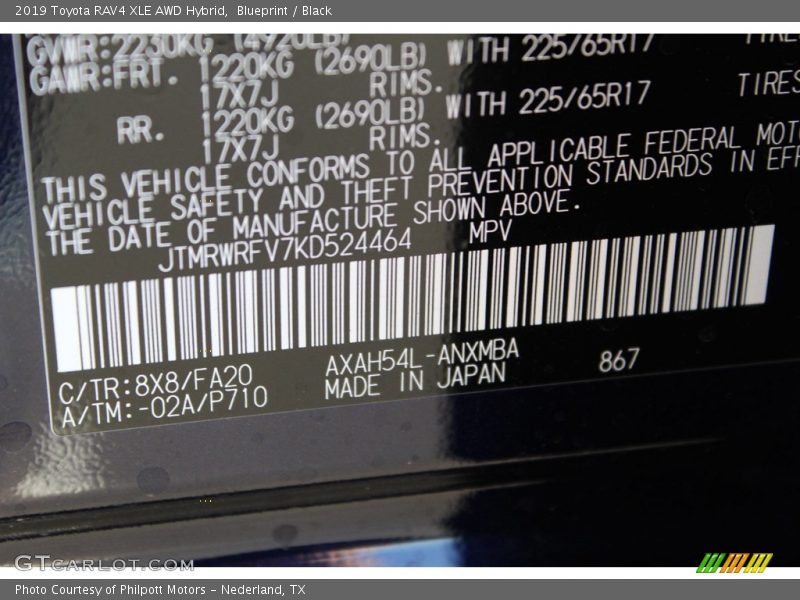 2019 Toyota RAV4 XLE AWD Hybrid, Blueprint / Black
GVWR:2230KG (4920LB)
GAWR:FRT. 1220KG (2690LB) WITH 225/65R17 TIRES
17X7J RIMS.
RR. 1220KG (2690LB) WITH 225/65R17 TIRES
17X7J RIMS.
THIS VEHICLE CONFORMS TO ALL APPLICABLE FEDERAL MOT
VEHICLE SAFETY AND THEFT PREVENTION STANDARDS IN EFF
THE DATE OF MANUFACTURE SHOWN ABOVE.
JTMRWRFV7KD524464 MPV
C/TR:8X8/FA20 AXAH54L-ANXMBA 867
A/TM:-02A/P710 MADE IN JAPAN
GTCARLOT.COM
Photo Courtesy of Philpott Motors - Nederland, TX